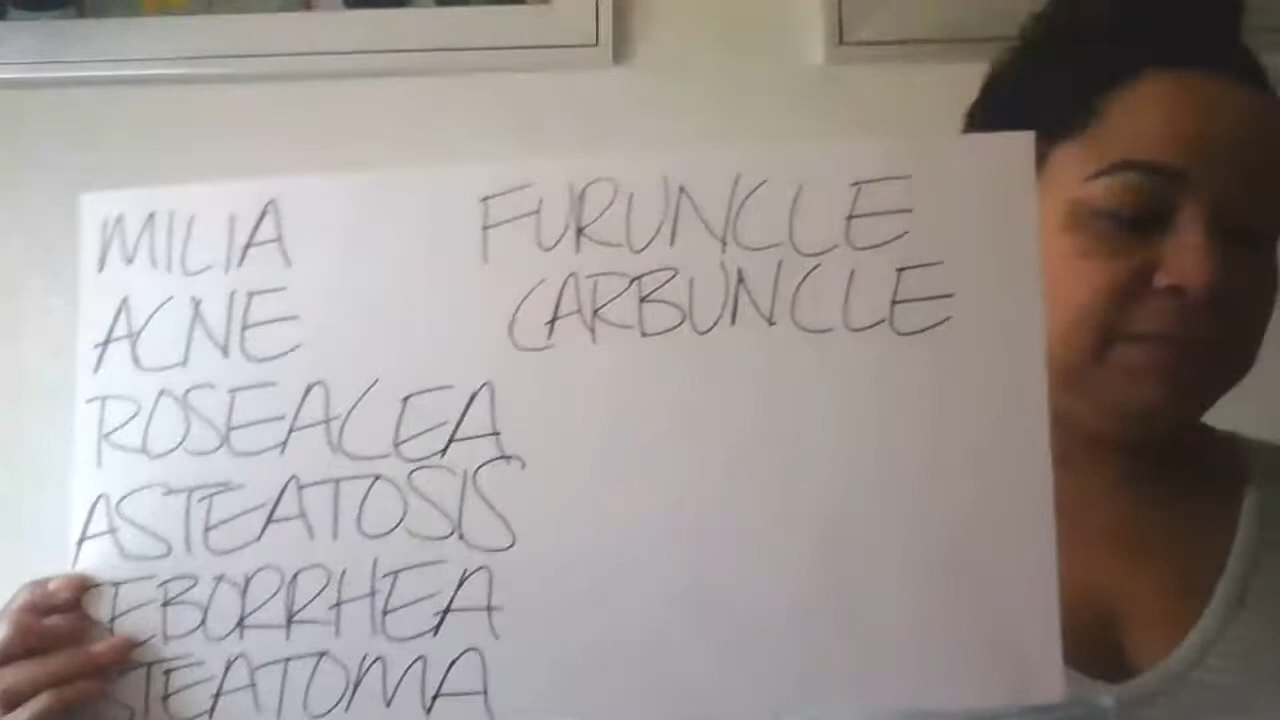 MILIA
ACNE
ROSEACEA
ASTEATOSIS
SEBORRHEA
STEATOMA
FURUNCLE
CARBUNCLE